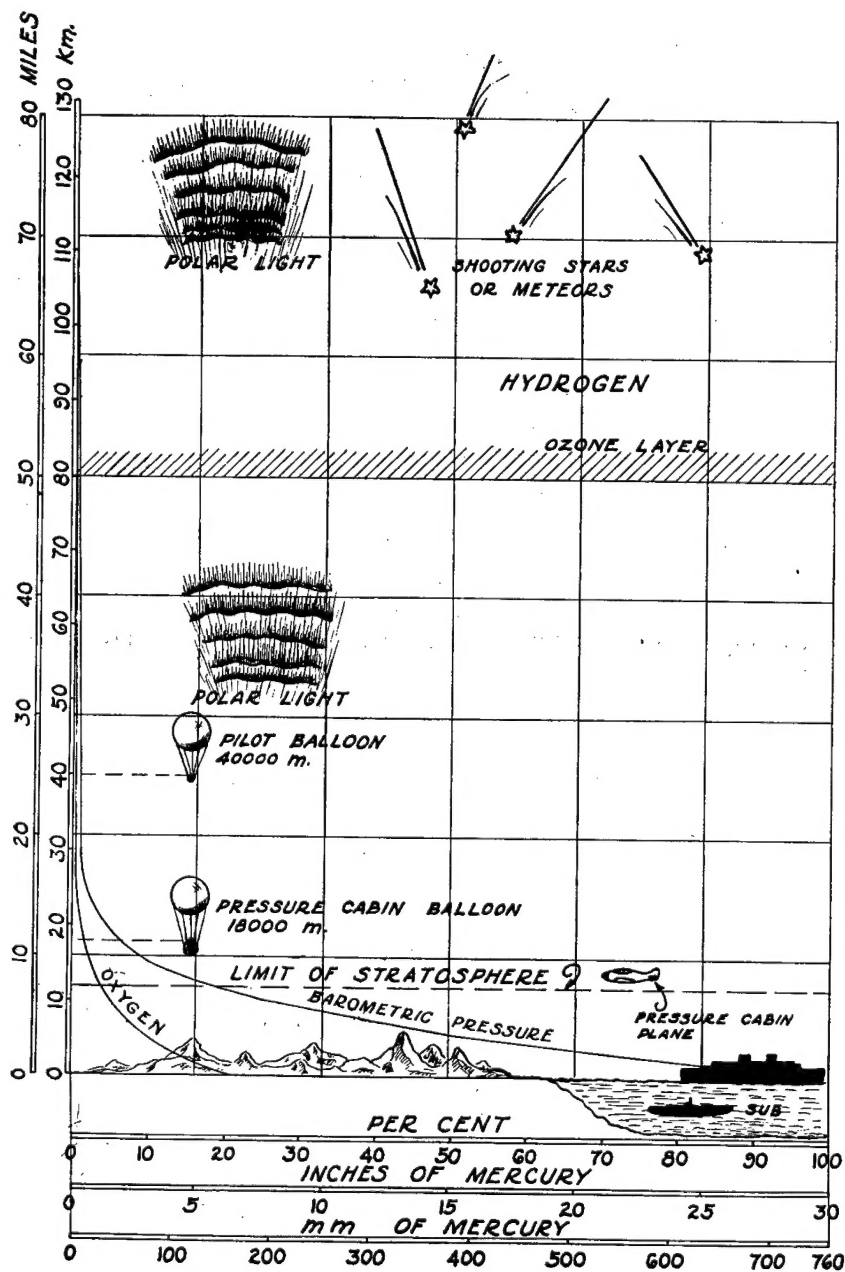 80 MILES
130 Km.
120
70
110
POLAR LIGHT
SHOOTING STARS
OR METEORS
100
60
HYDROGEN
90
OZONE LAYER
50
80
70
40
60
POLAR LIGHT
50
30
PILOT BALLOON
40000 m.
40
20
30
PRESSURE CABIN BALLOON
18000 m.
20
10
LIMIT OF STRATOSPHERE
10
OXYGEN
BAROMETRIC PRESSURE
PRESSURE CABIN
PLANE
0
0
SUB
PER CENT
0 10 20 30 40 50 60 70 80 90 100
INCHES OF MERCURY
0 5 10 15 20 25 30
mm OF MERCURY
0 100 200 300 400 500 600 700 760